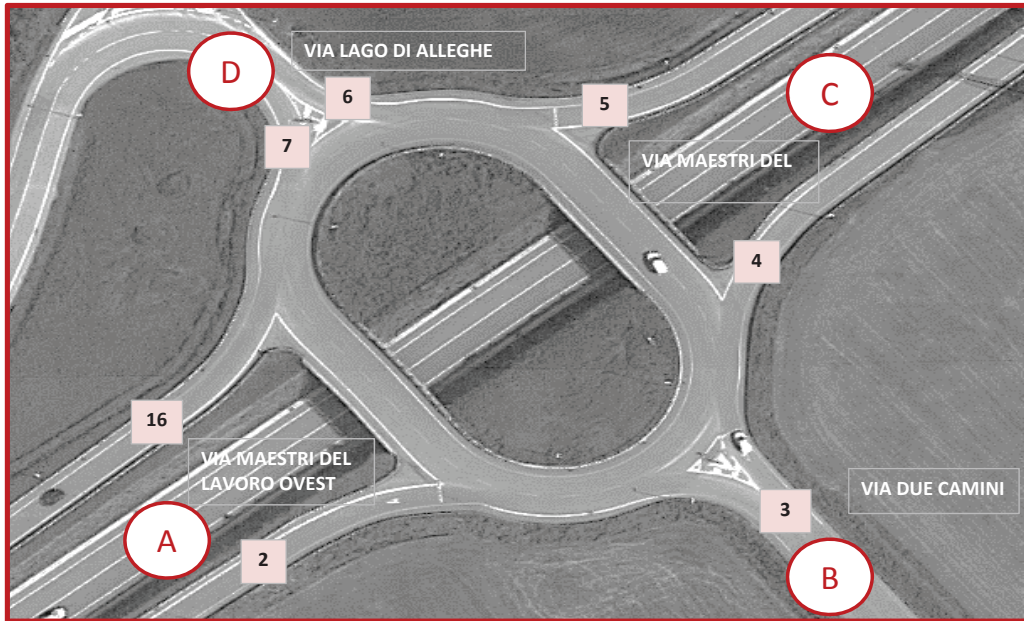 D
VIA LAGO DI ALLEGHE
6
5
C
7
VIA MAESTRI DEL
4
16
VIA MAESTRI DEL
LAVORO OVEST
VIA DUE CAMINI
3
A
2
B